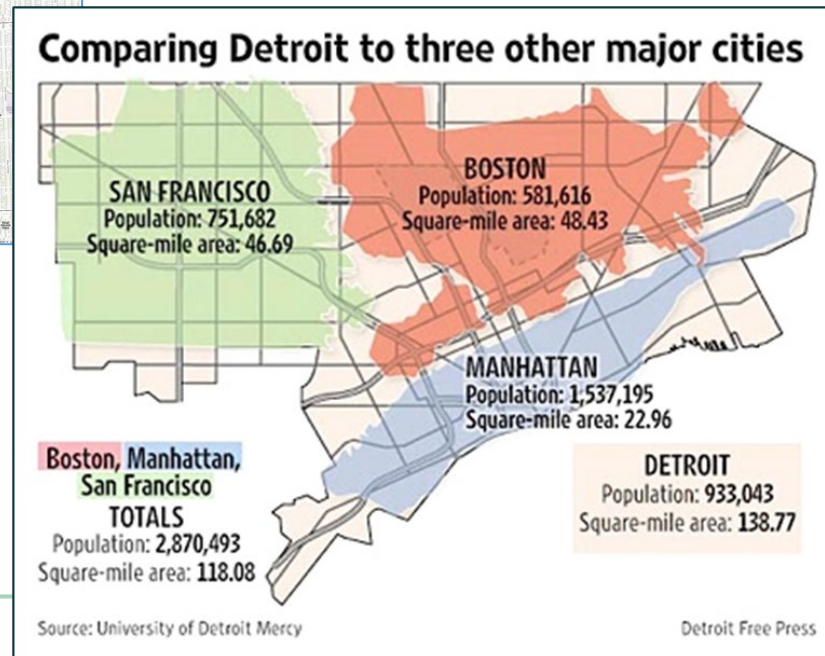 Comparing Detroit to three other major cities
SAN FRANCISCO
Population: 751,682
Square-mile area: 46.69
BOSTON
Population: 581,616
Square-mile area: 48.43
MANHATTAN
Population: 1,537,195
Square-mile area: 22.96
Boston, Manhattan,
San Francisco
TOTALS
Population: 2,870,493
Square-mile area: 118.08
DETROIT
Population: 933,043
Square-mile area: 138.77
Source: University of Detroit Mercy
Detroit Free Press